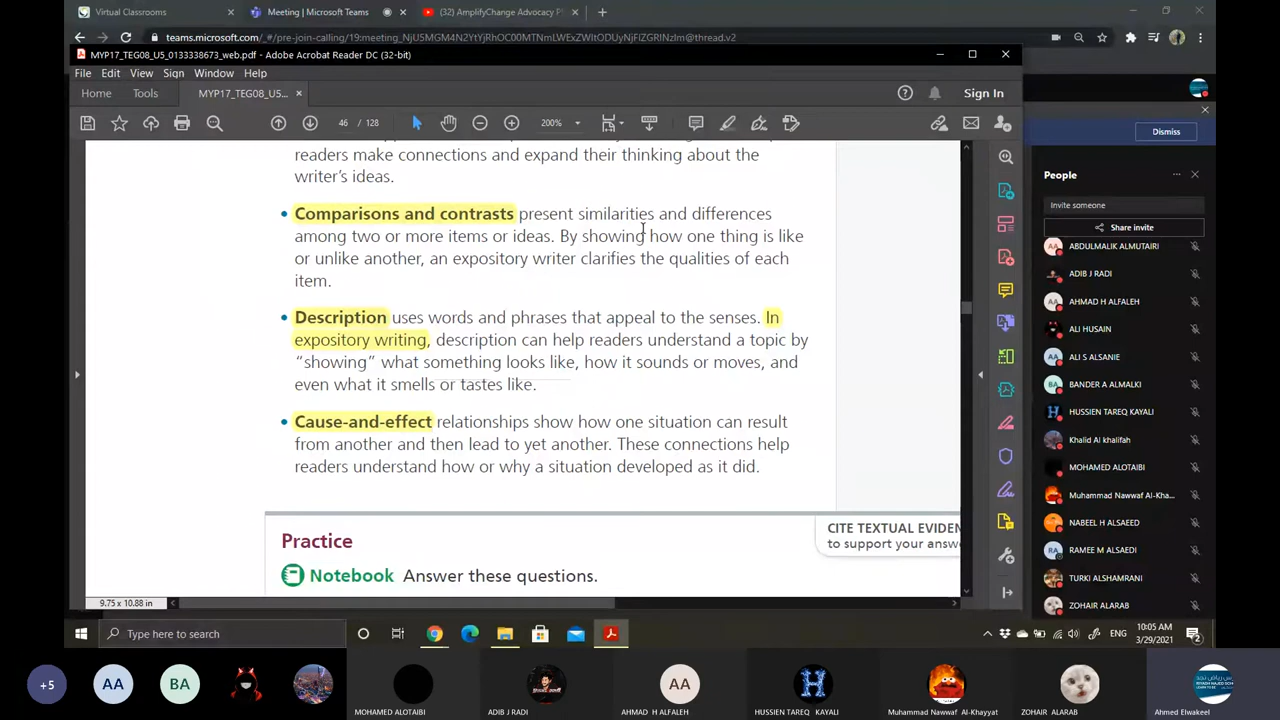 Virtual Classrooms
Meeting | Microsoft Teams
(32) AmplifyChange Advocacy P
teams.microsoft.com
MYP17_TEG08_U5_0133338673_web.pdf - Adobe Acrobat Reader DC (32-bit)
File Edit View Sign Window Help
Home Tools MYP17_TEG08_U5... Sign In
46 / 128 200%
readers make connections and expand their thinking about the
writer's ideas.
• Comparisons and contrasts present similarities and differences
among two or more items or ideas. By showing how one thing is like
or unlike another, an expository writer clarifies the qualities of each
item.
• Description uses words and phrases that appeal to the senses. In
expository writing, description can help readers understand a topic by
“showing” what something looks like, how it sounds or moves, and
even what it smells or tastes like.
• Cause-and-effect relationships show how one situation can result
from another and then lead to yet another. These connections help
readers understand how or why a situation developed as it did.
CITE TEXTUAL EVIDEN
to support your answ
Practice
Notebook Answer these questions.
9.75 x 10.88 in
Dismiss
People
Invite someone
Share invite
AA ABDULMALIK ALMUTAIRI
ADIB J RADI
AA AHMAD H ALFALEH
ALI HUSAIN
AA ALI S ALSANIE
BA BANDER A ALMALKI
HUSSIEN TAREQ KAYALI
Khalid Al khalifah
MOHAMED ALOTAIBI
Muhammad Nawwaf Al-Kha...
NABEEL H ALSAEED
RA RAMEE M ALSAEDI
TURKI ALSHAMRANI
ZOHAIR ALARAB
Type here to search
ENG
10:05 AM
3/29/2021
2
+5 AA BA AA
MOHAMED ALOTAIBI
ADIB J RADI
AHMAD H ALFALEH
HUSSIEN TAREQ KAYALI
Muhammad Nawwaf Al-Khayyat
ZOHAIR ALARAB
Ahmed Elwakeel